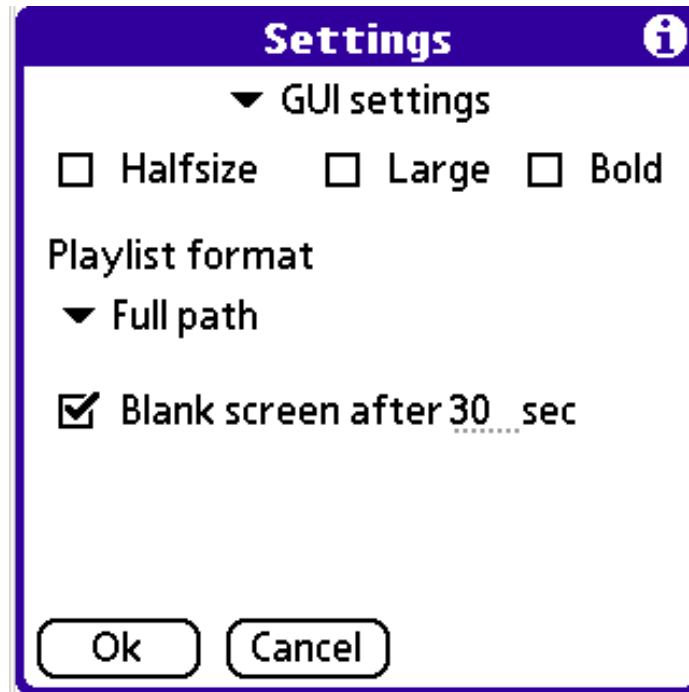 Settings i
GUI settings
Halfsize Large Bold
Playlist format
Full path
Blank screen after 30 sec
Ok Cancel